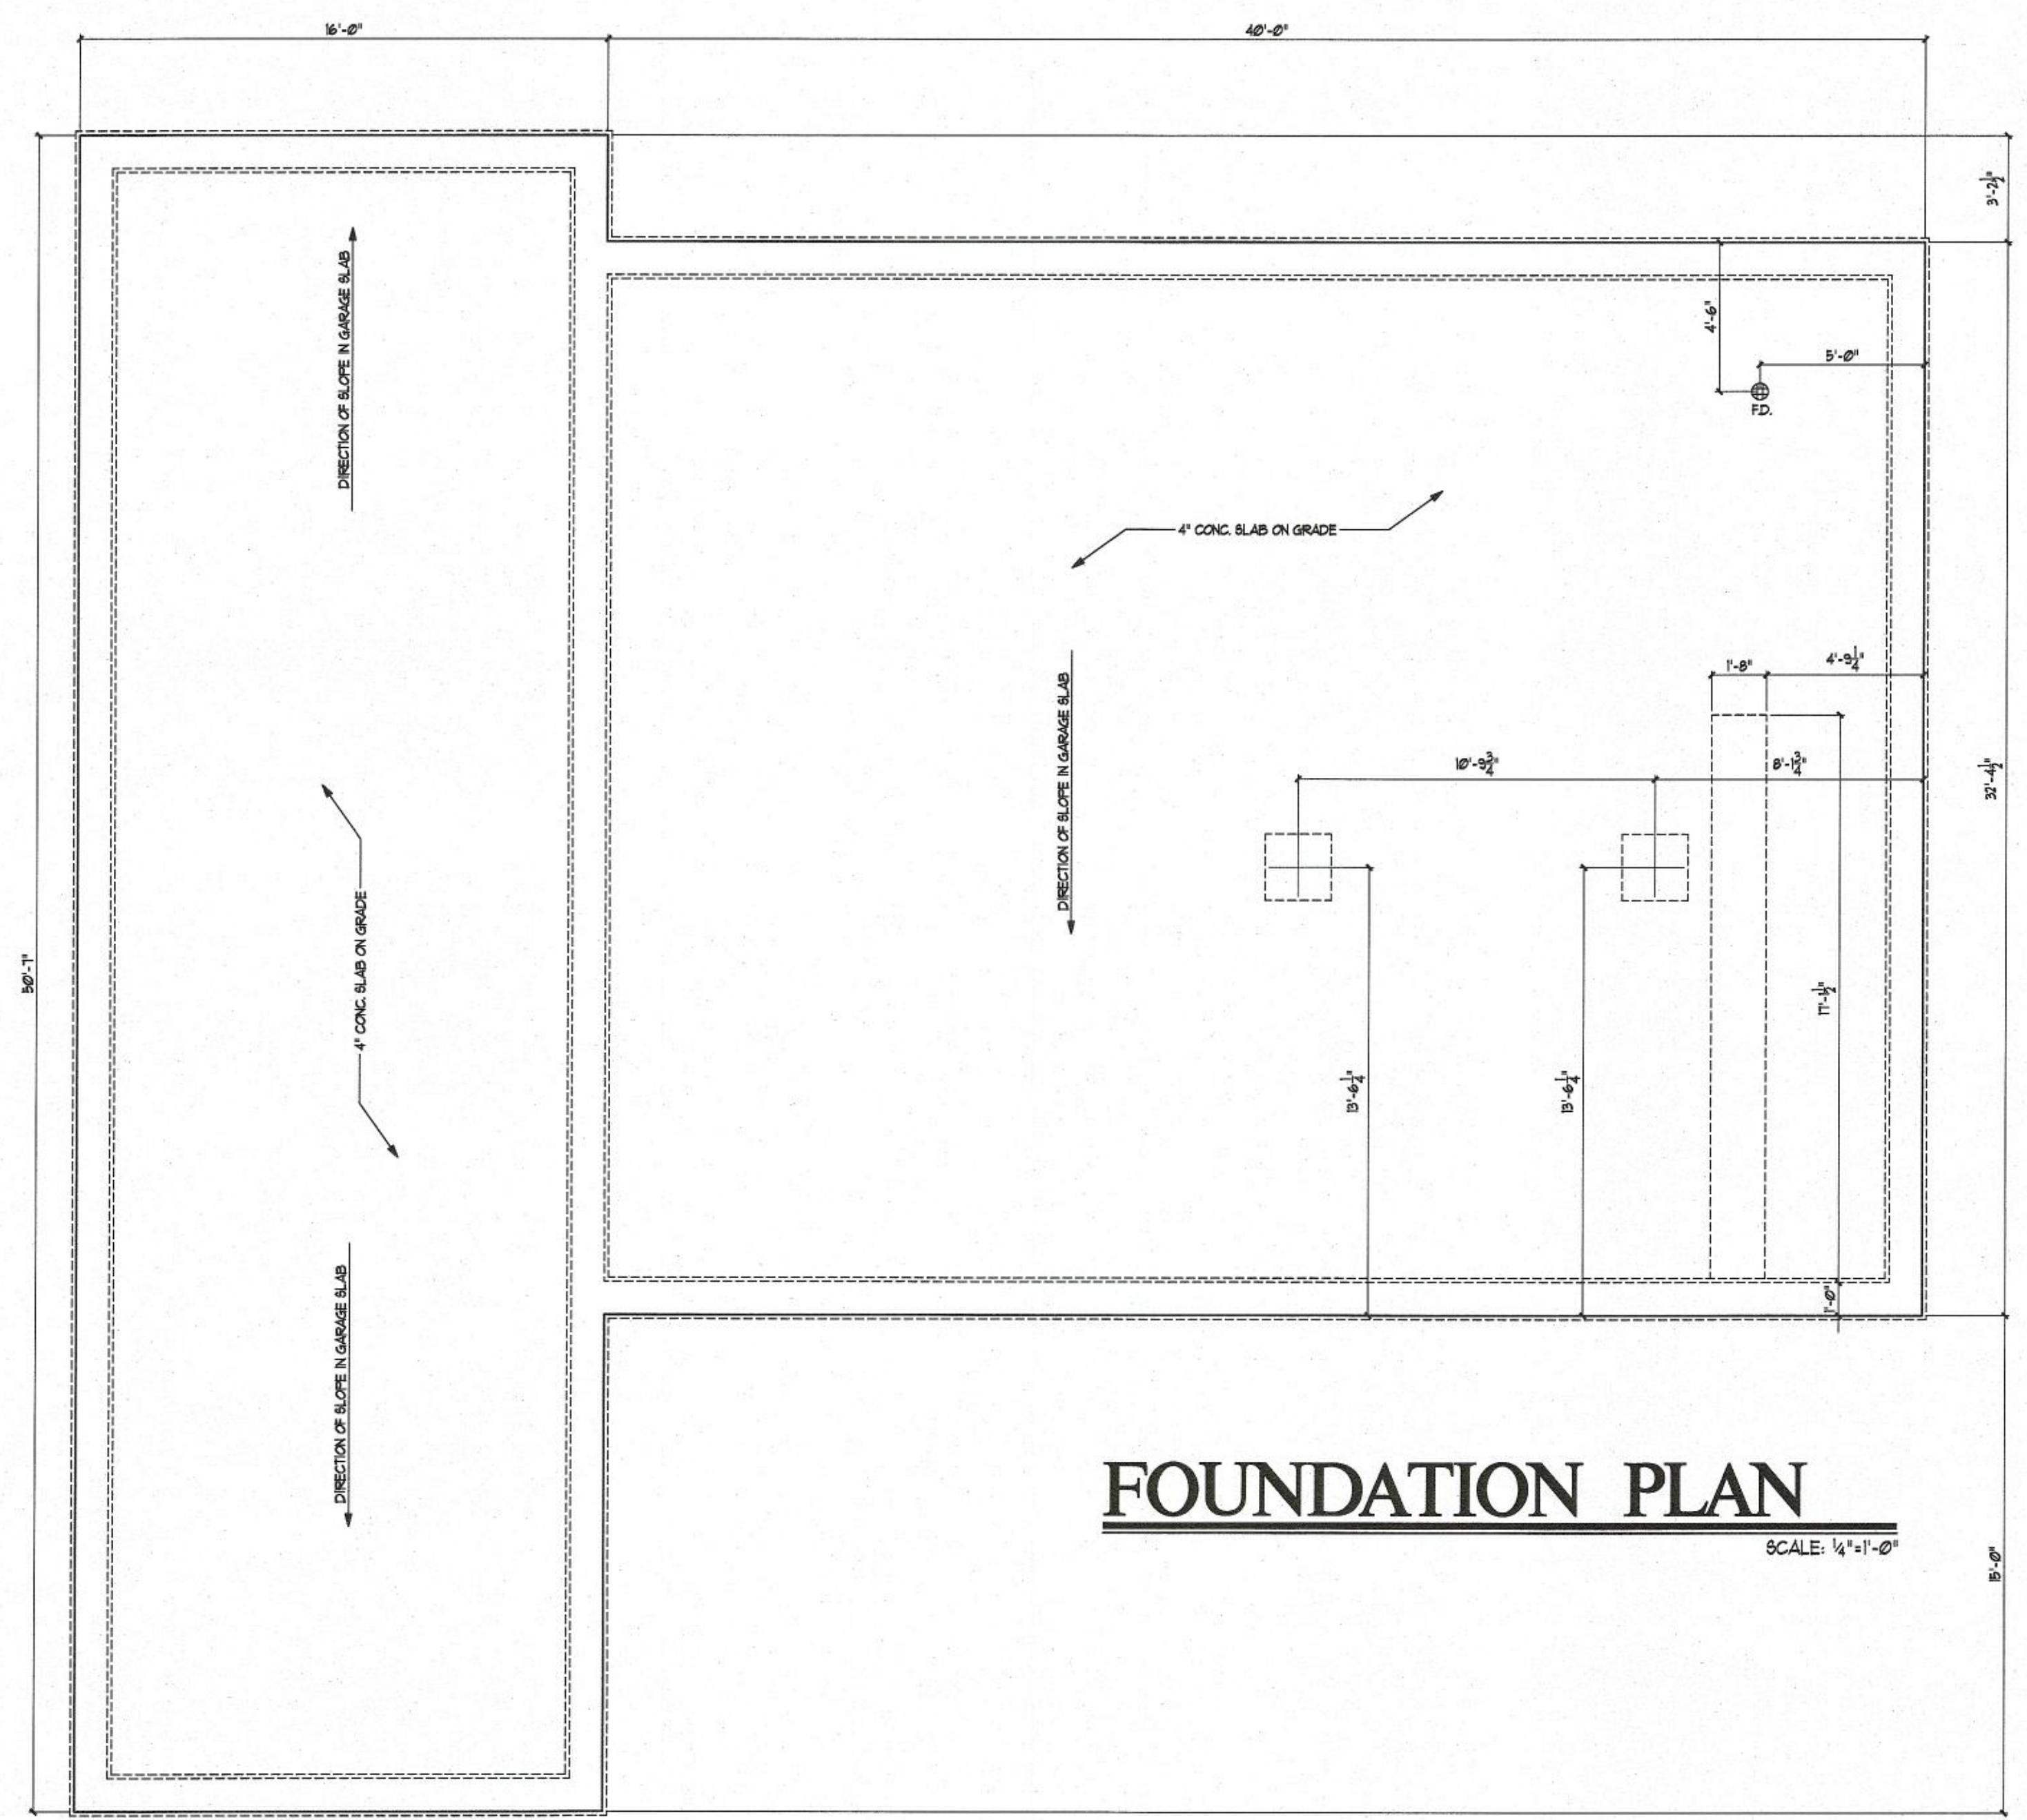 16'-0"
40'-0"
3'-2½"
DIRECTION OF SLOPE IN GARAGE SLAB
4'-6"
5'-0"
F.D.
4" CONC. SLAB ON GRADE
1'-8"
4'-9¼"
DIRECTION OF SLOPE IN GARAGE SLAB
10'-9¾"
8'-1¾"
32'-4½"
4" CONC. SLAB ON GRADE
50'-7"
17'-1½"
13'-6¼"
13'-6¼"
1'-0"
DIRECTION OF SLOPE IN GARAGE SLAB
FOUNDATION PLAN
SCALE: ¼"=1'-0"
15'-0"